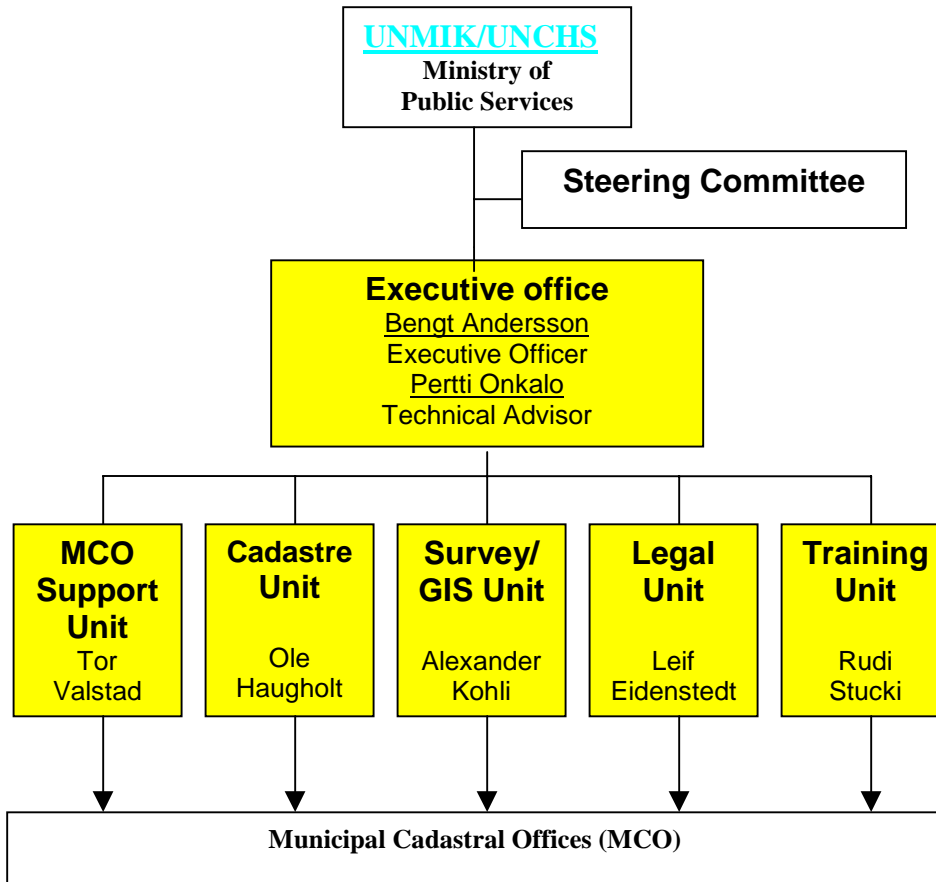 UNMIK/UNCHS
Ministry of
Public Services
Steering Committee
Executive office
Bengt Andersson
Executive Officer
Pertti Onkalo
Technical Advisor
MCO
Support
Unit
Tor
Valstad
Cadastre
Unit
Ole
Haugholt
Survey/
GIS Unit
Alexander
Kohli
Legal
Unit
Leif
Eidenstedt
Training
Unit
Rudi
Stucki
Municipal Cadastral Offices (MCO)